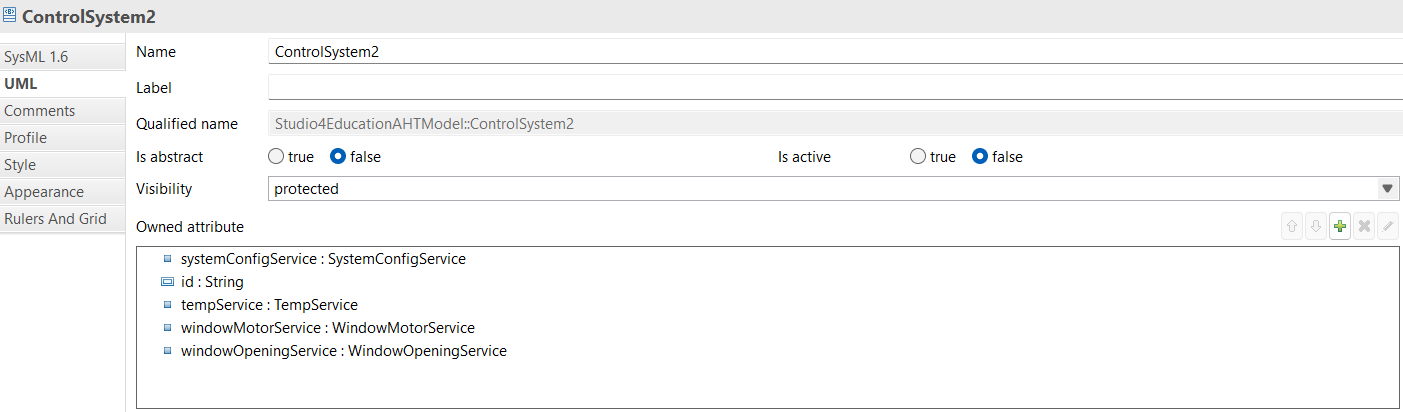 ControlSystem2
SysML 1.6
UML
Comments
Profile
Style
Appearance
Rulers And Grid
Name ControlSystem2
Label
Qualified name Studio4EducationAHTModel::ControlSystem2
Is abstract true false Is active true false
Visibility protected
Owned attribute
systemConfigService : SystemConfigService
id : String
tempService : TempService
windowMotorService : WindowMotorService
windowOpeningService : WindowOpeningService